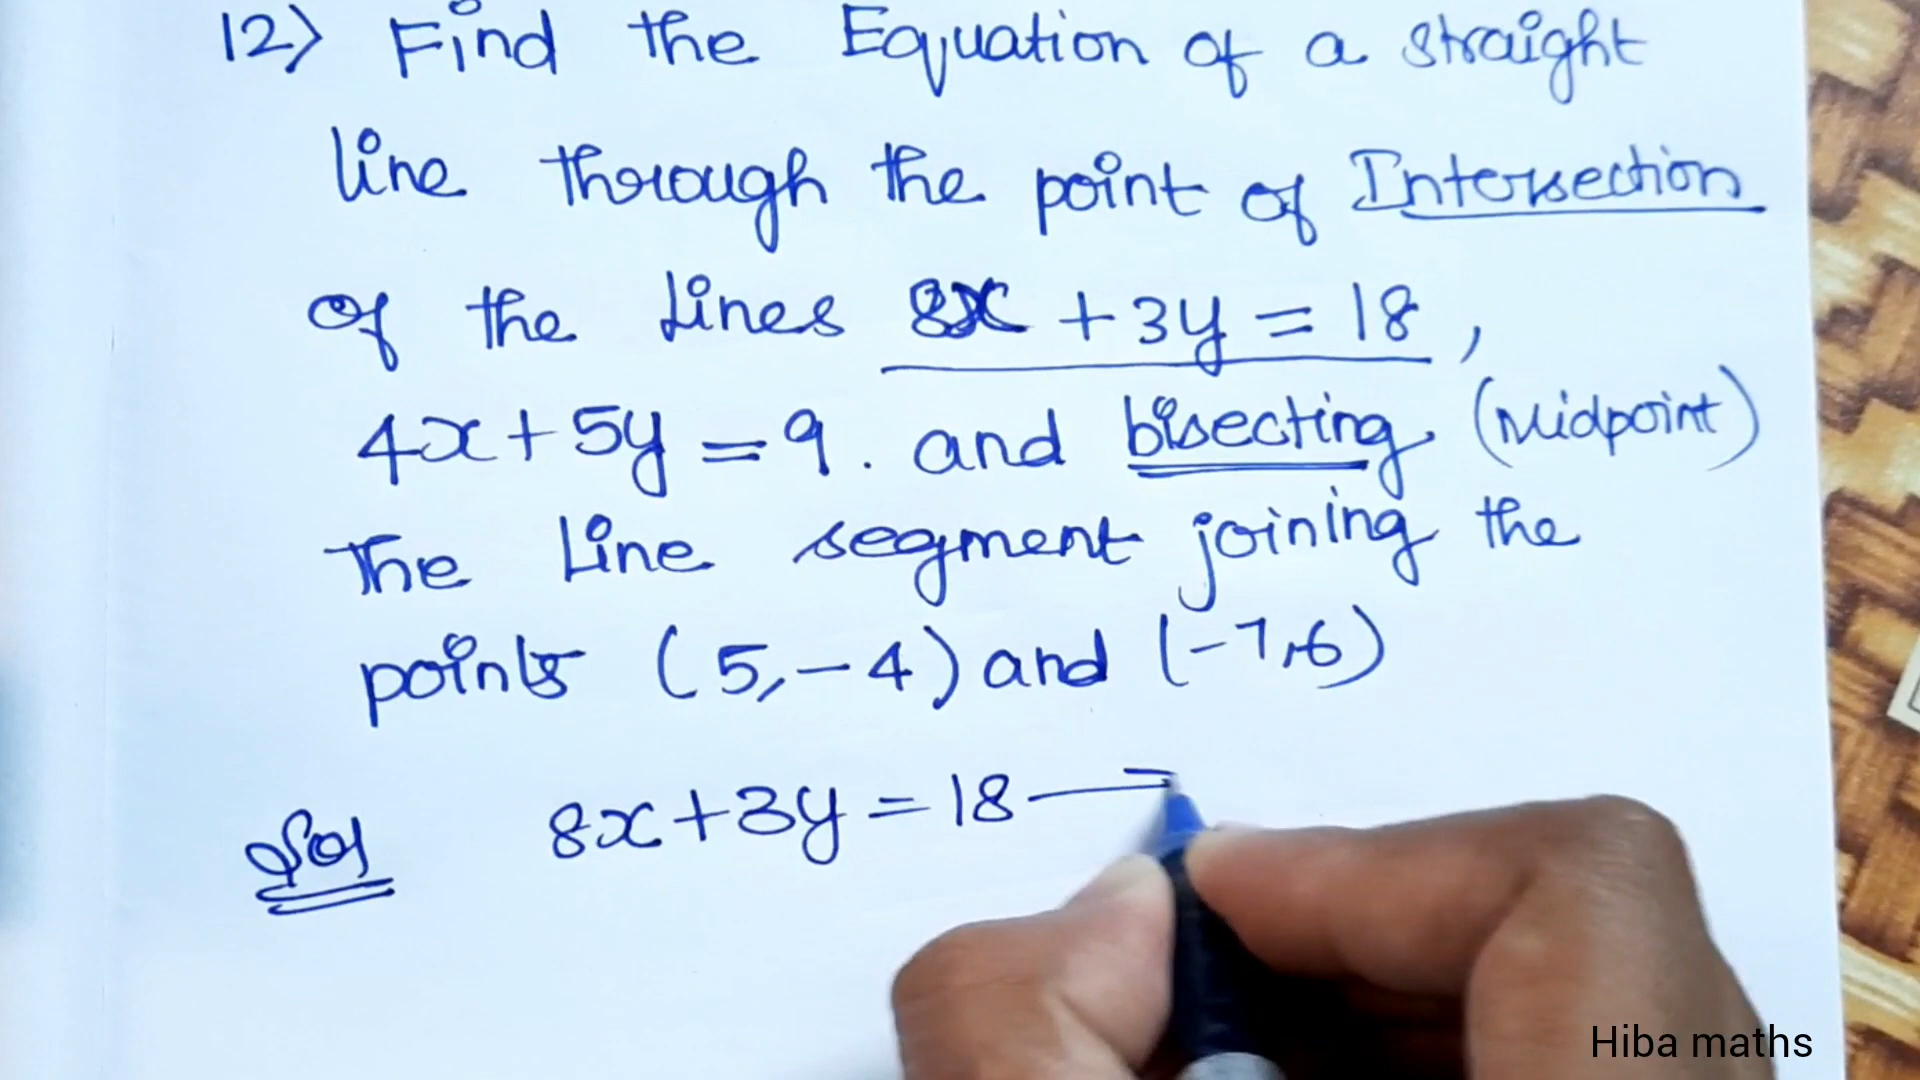 12) Find the Equation of a straight
line through the point of Intersection
of the Lines 8x + 3y = 18 ,
4x + 5y = 9 . and bisecting (Midpoint)
The Line segment joining the
points (5, -4) and (-7,6)
Sol 8x + 3y = 18
Hiba maths